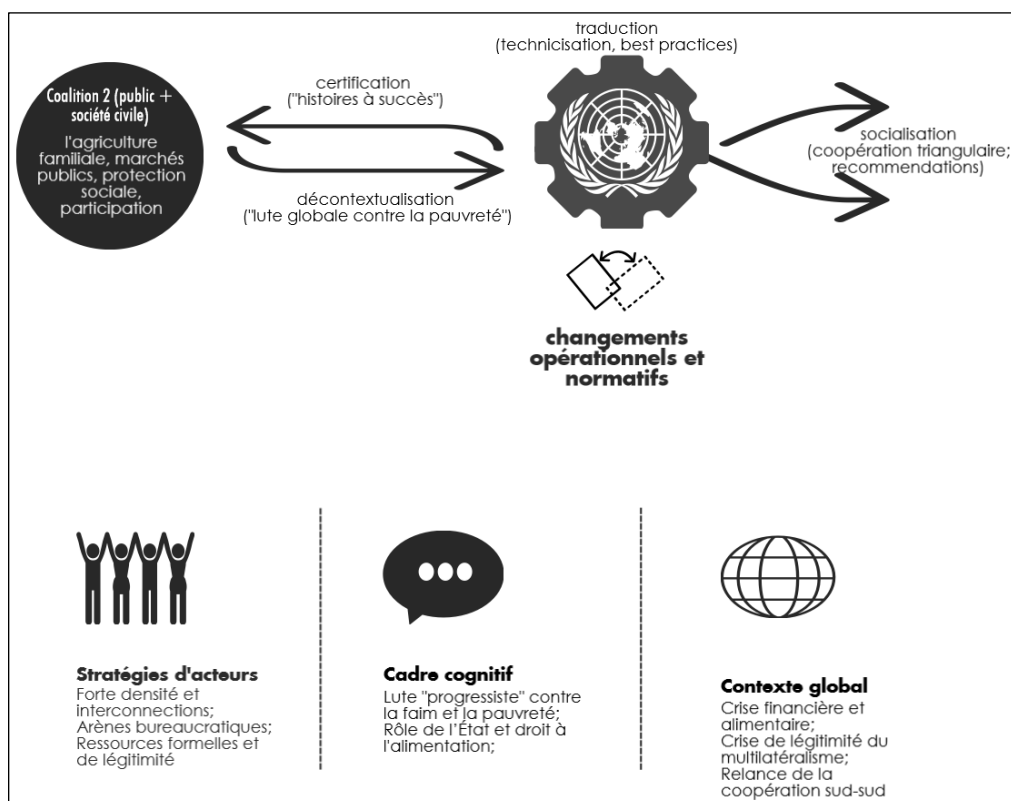 traduction
(technicisation, best practices)
certification
("histoires à succès")
Coalition 2 (public +
société civile)
l'agriculture
familiale, marchés
publics, protection
sociale,
participation
socialisation
(coopération triangulaire;
recommendations)
décontextualisation
("lute globale contre la pauvreté")
changements
opérationnels et
normatifs
Stratégies d'acteurs
Forte densité et
interconnections;
Arènes bureaucratiques;
Ressources formelles et
de légitimité
Cadre cognitif
Lute "progressiste" contre
la faim et la pauvreté;
Rôle de l'État et droit à
l'alimentation;
Contexte global
Crise financière et
alimentaire;
Crise de légitimité du
multilatéralisme;
Relance de la
coopération sud-sud